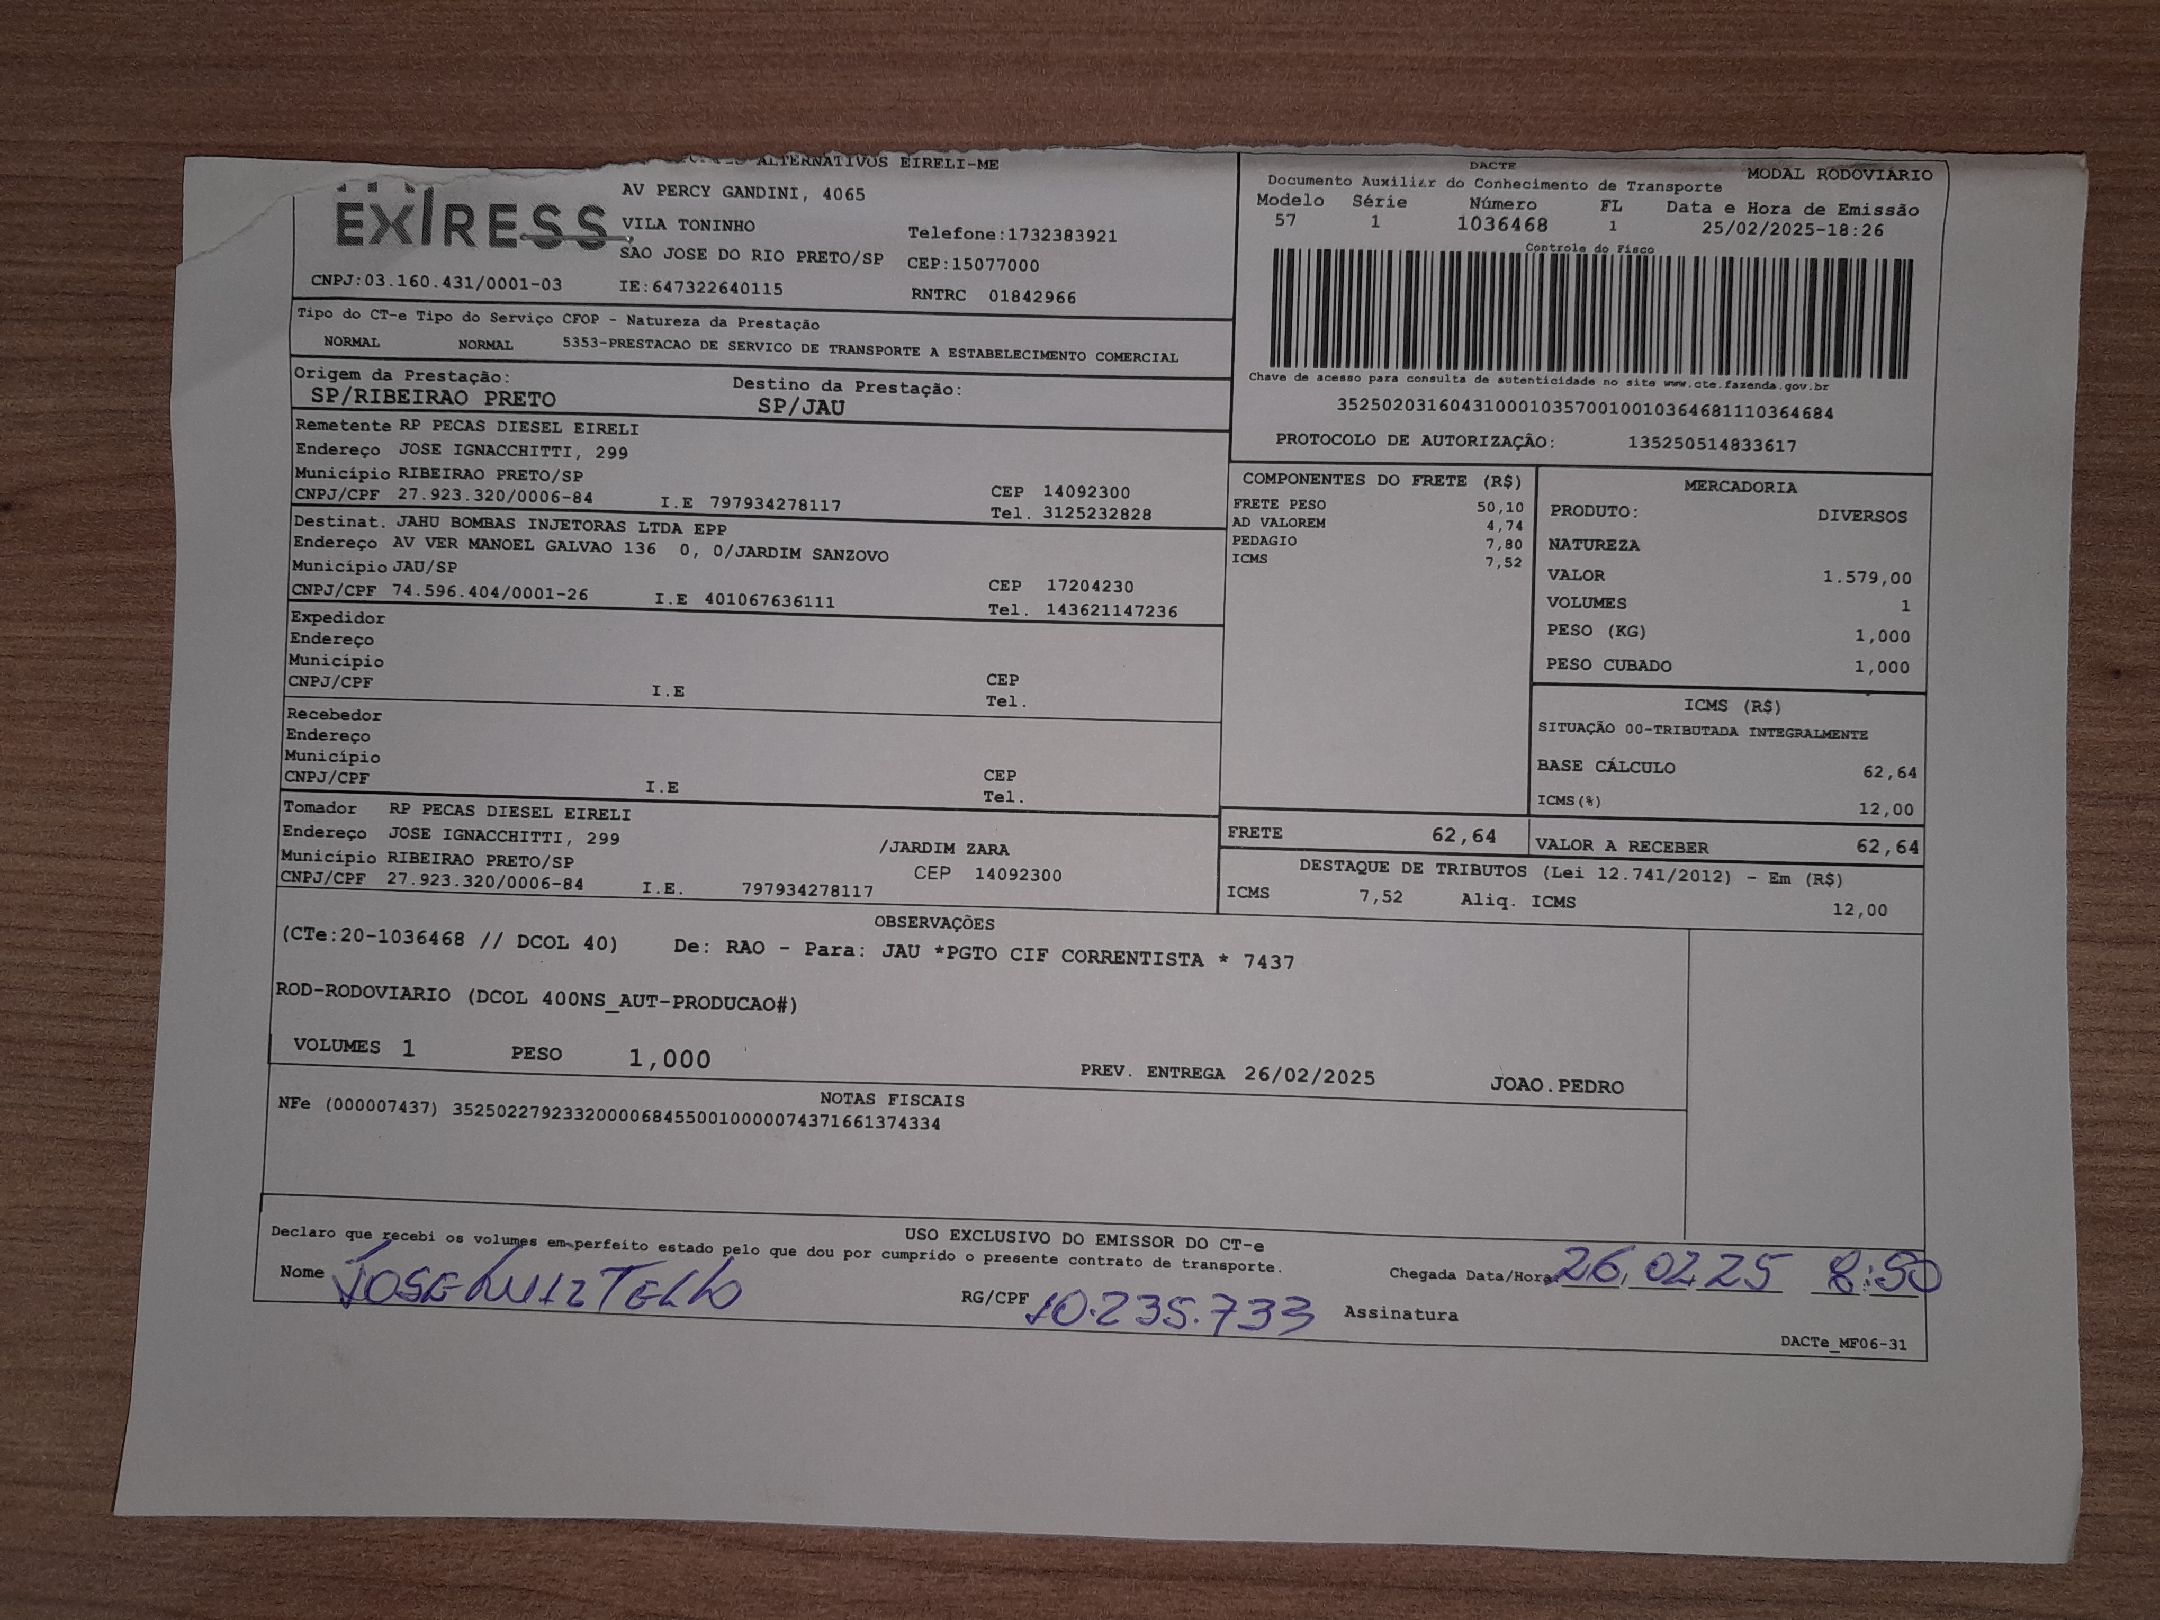 ALTERNATIVOS EIRELI-ME
EXIRESS
AV PERCY GANDINI, 4065
VILA TONINHO
Telefone:1732383921
SAO JOSE DO RIO PRETO/SP CEP:15077000
CNPJ:03.160.431/0001-03 IE:647322640115 RNTRC 01842966
DACTE
MODAL RODOVIÁRIO
Documento Auxiliar do Conhecimento de Transporte
Modelo Série Número FL Data e Hora de Emissão
57 1 1036468 1 25/02/2025-18:26
Controle do Fisco
Chave de acesso para consulta de autenticidade no site www.cte.fazenda.gov.br
35250203160431000103570010010364681110364684
PROTOCOLO DE AUTORIZAÇÃO: 135250514833617
Tipo do CT-e Tipo do Serviço CFOP - Natureza da Prestação
NORMAL NORMAL 5353-PRESTACAO DE SERVICO DE TRANSPORTE A ESTABELECIMENTO COMERCIAL
Origem da Prestação: Destino da Prestação:
SP/RIBEIRAO PRETO SP/JAU
Remetente RP PECAS DIESEL EIRELI
Endereço JOSE IGNACCHITTI, 299
Município RIBEIRAO PRETO/SP CEP 14092300
CNPJ/CPF 27.923.320/0006-84 I.E 797934278117 Tel. 3125232828
Destinat. JAHU BOMBAS INJETORAS LTDA EPP
Endereço AV VER MANOEL GALVAO 136 0, 0/JARDIM SANZOVO
Município JAU/SP CEP 17204230
CNPJ/CPF 74.596.404/0001-26 I.E 401067636111 Tel. 143621147236
Expedidor
Endereço
Município CEP
CNPJ/CPF I.E Tel.
Recebedor
Endereço
Município CEP
CNPJ/CPF I.E Tel.
Tomador RP PECAS DIESEL EIRELI
Endereço JOSE IGNACCHITTI, 299 /JARDIM ZARA
Município RIBEIRAO PRETO/SP CEP 14092300
CNPJ/CPF 27.923.320/0006-84 I.E. 797934278117
COMPONENTES DO FRETE (R$)
FRETE PESO 50,10
AD VALOREM 4,74
PEDAGIO 7,80
ICMS 7,52
MERCADORIA
PRODUTO: DIVERSOS
NATUREZA
VALOR 1.579,00
VOLUMES 1
PESO (KG) 1,000
PESO CUBADO 1,000
ICMS (R$)
SITUAÇÃO 00-TRIBUTADA INTEGRALMENTE
BASE CÁLCULO 62,64
ICMS(%) 12,00
FRETE 62,64 VALOR A RECEBER 62,64
DESTAQUE DE TRIBUTOS (Lei 12.741/2012) - Em (R$)
ICMS 7,52 Aliq. ICMS 12,00
OBSERVAÇÕES
(CTe:20-1036468 // DCOL 40) De: RAO - Para: JAU *PGTO CIF CORRENTISTA * 7437
ROD-RODOVIARIO (DCOL 400NS_AUT-PRODUCAO#)
VOLUMES 1 PESO 1,000 PREV. ENTREGA 26/02/2025 JOAO.PEDRO
NOTAS FISCAIS
NFe (000007437) 35250227923320000684550010000074371661374334
USO EXCLUSIVO DO EMISSOR DO CT-e
Declaro que recebi os volumes em perfeito estado pelo que dou por cumprido o presente contrato de transporte.
Nome JOSE LUIZ TELLO RG/CPF 10.235.733 Assinatura
Chegada Data/Hora: 26.02.25 8:50
DACTe_MF06-31